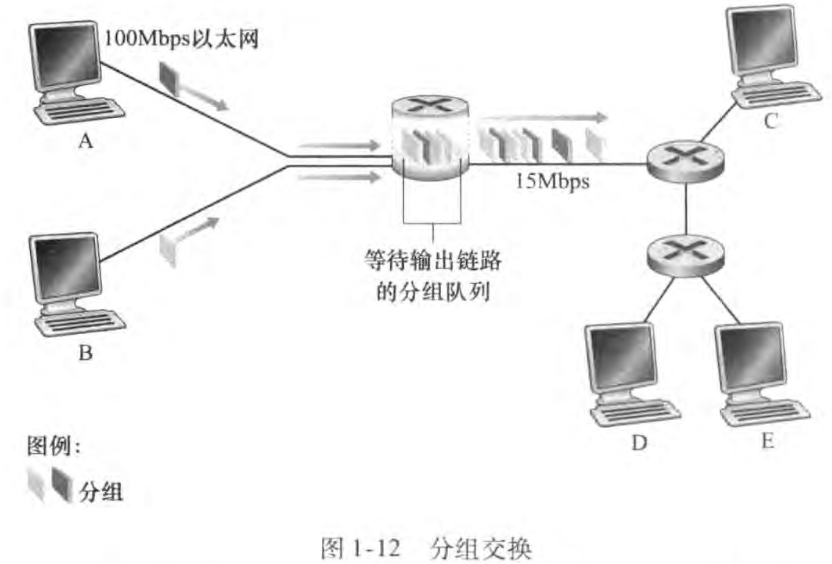 100Mbps以太网
A
C
15Mbps
等待输出链路
的分组队列
B
D
E
图例:
分组
图 1-12 分组交换